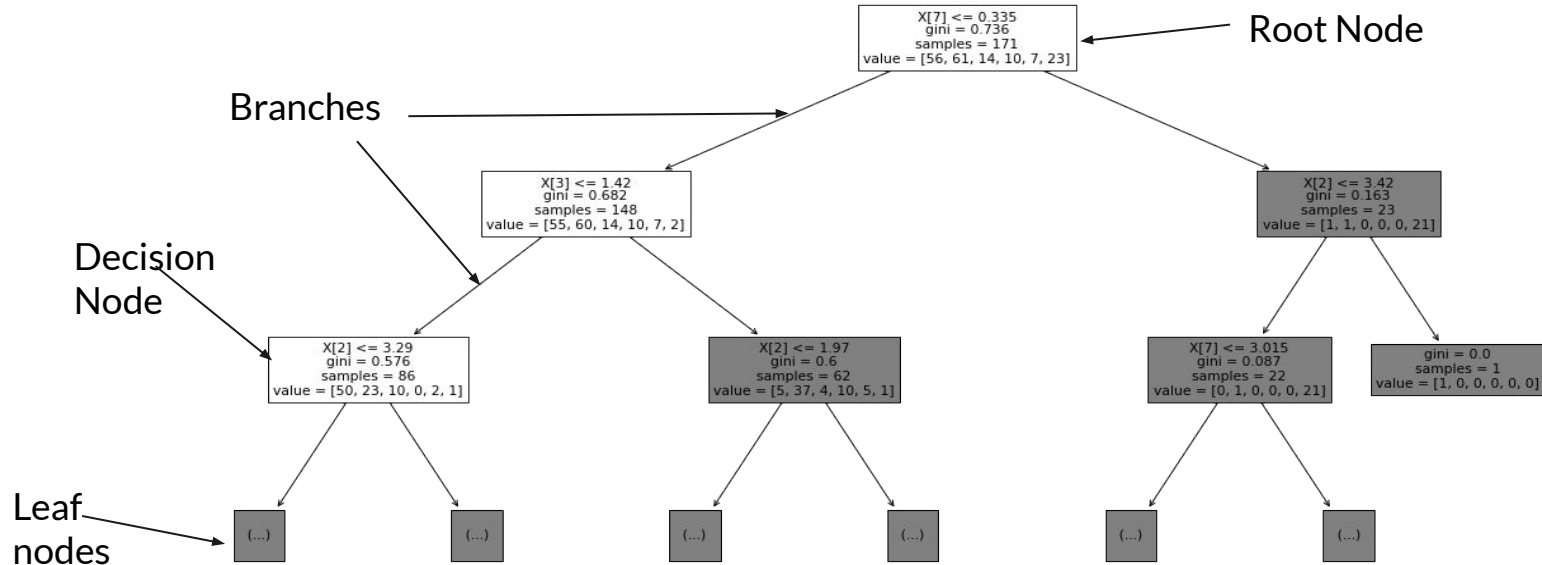 X[7] <= 0.335
gini = 0.736
samples = 171
value = [56, 61, 14, 10, 7, 23]
Root Node
Branches
X[3] <= 1.42
gini = 0.682
samples = 148
value = [55, 60, 14, 10, 7, 2]
X[2] <= 3.42
gini = 0.163
samples = 23
value = [1, 1, 0, 0, 0, 21]
Decision
Node
X[2] <= 3.29
gini = 0.576
samples = 86
value = [50, 23, 10, 0, 2, 1]
X[2] <= 1.97
gini = 0.6
samples = 62
value = [5, 37, 4, 10, 5, 1]
X[7] <= 3.015
gini = 0.087
samples = 22
value = [0, 1, 0, 0, 0, 21]
gini = 0.0
samples = 1
value = [1, 0, 0, 0, 0, 0]
Leaf
nodes
(...)
(...)
(...)
(...)
(...)
(...)